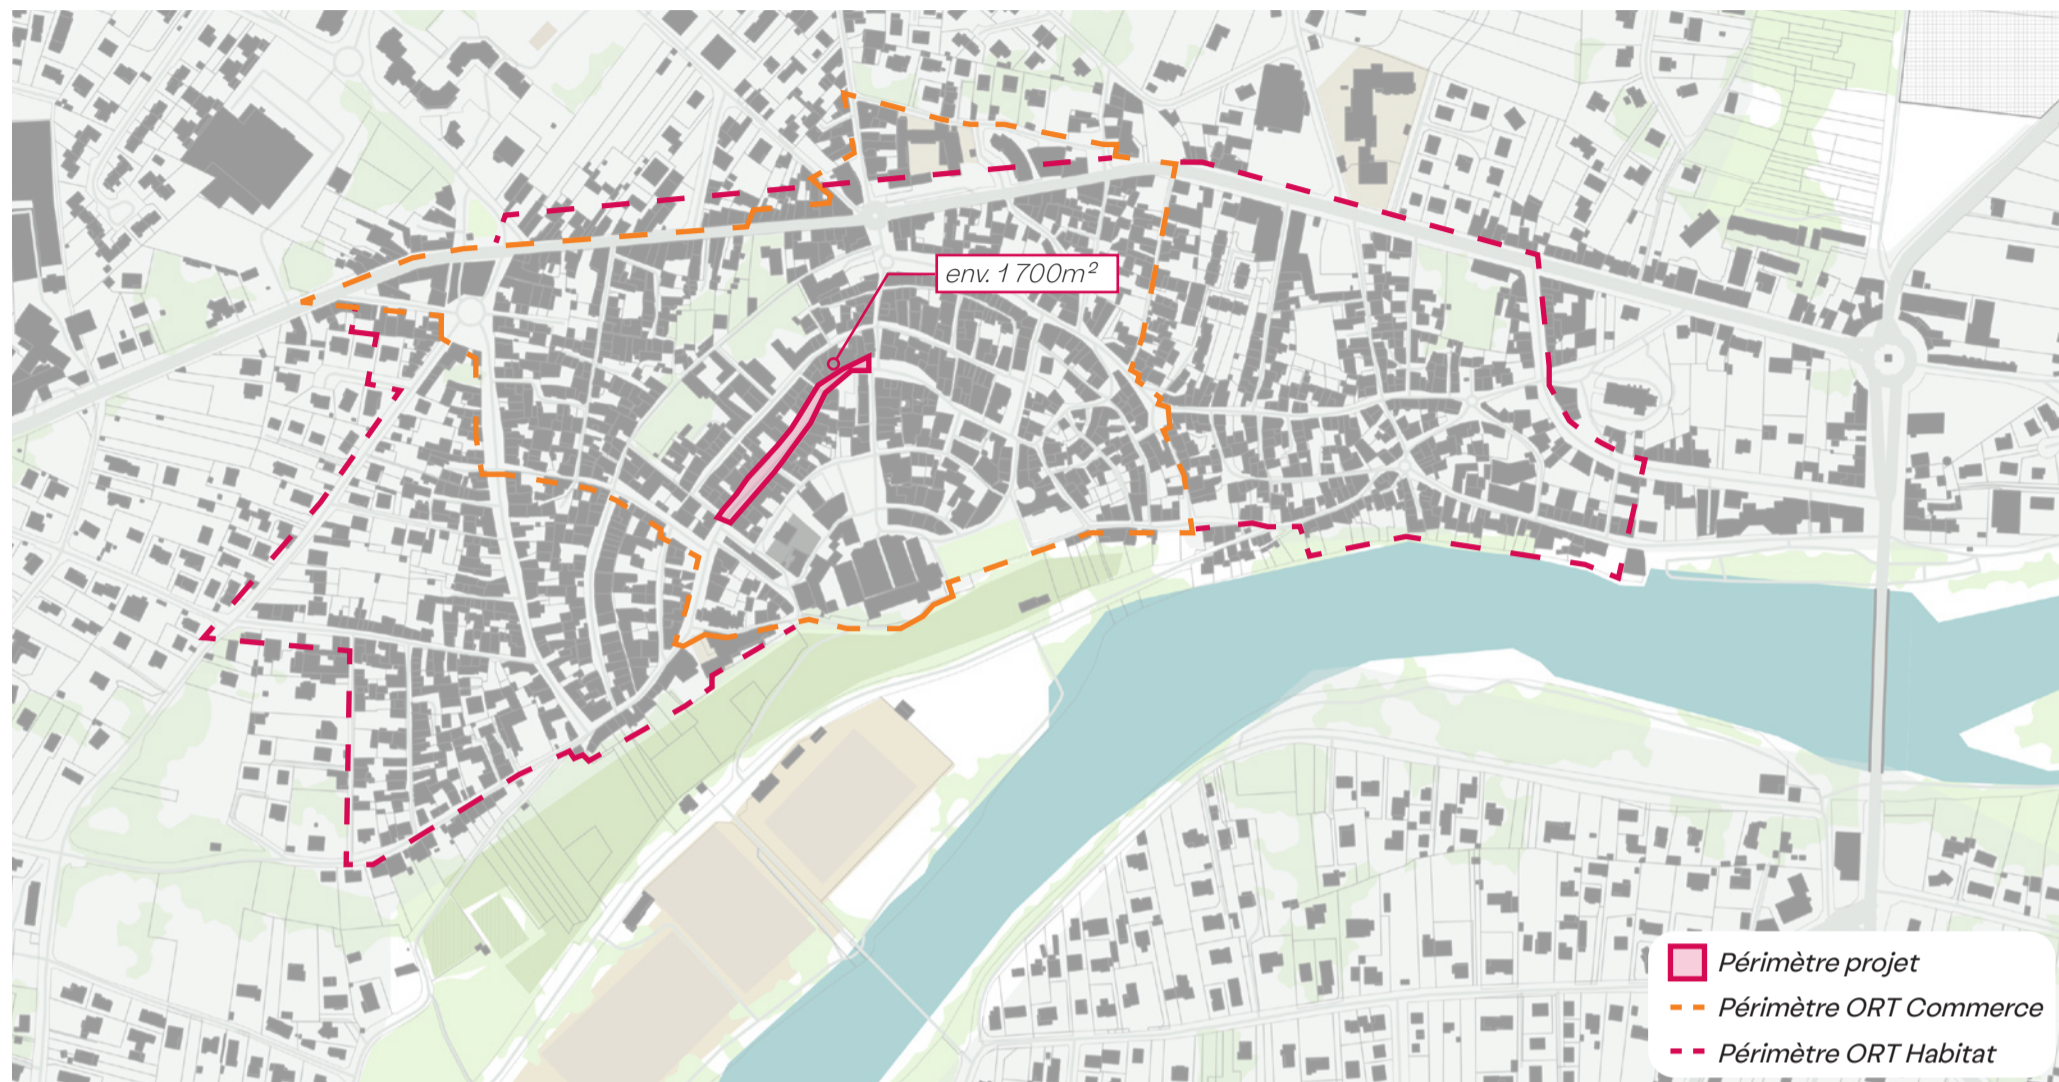 env. 1 700m²
Périmètre projet
Périmètre ORT Commerce
Périmètre ORT Habitat